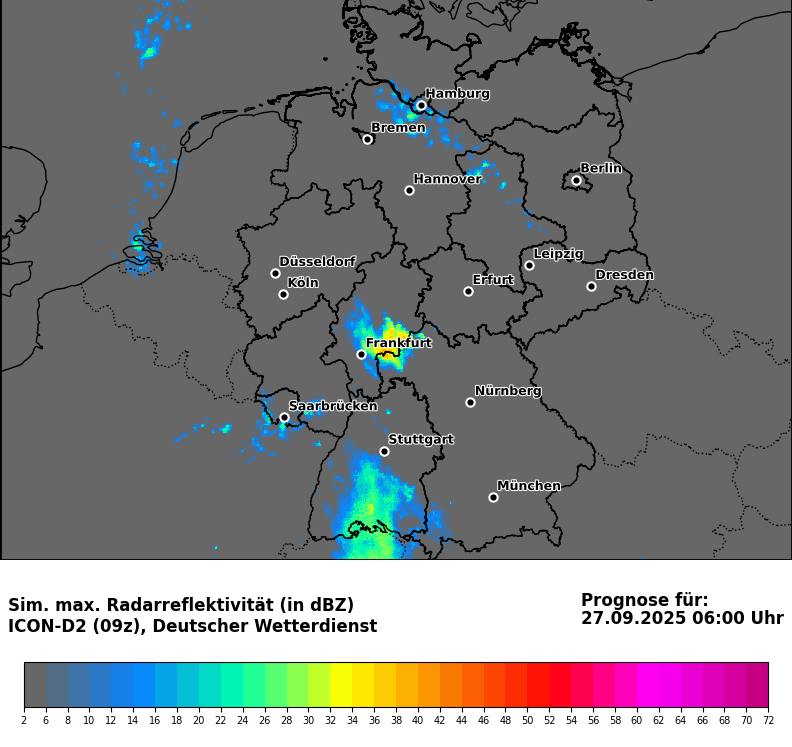 Hamburg
Bremen
Berlin
Hannover
Leipzig
Düsseldorf
Dresden
Erfurt
Köln
Frankfurt
Nürnberg
Saarbrücken
Stuttgart
München
Sim. max. Radarreflektivität (in dBZ)
ICON-D2 (09z), Deutscher Wetterdienst
Prognose für:
27.09.2025 06:00 Uhr
2 6 8 10 12 14 16 18 20 22 24 26 28 30 32 34 36 38 40 42 44 46 48 50 52 54 56 58 60 62 64 66 68 70 72